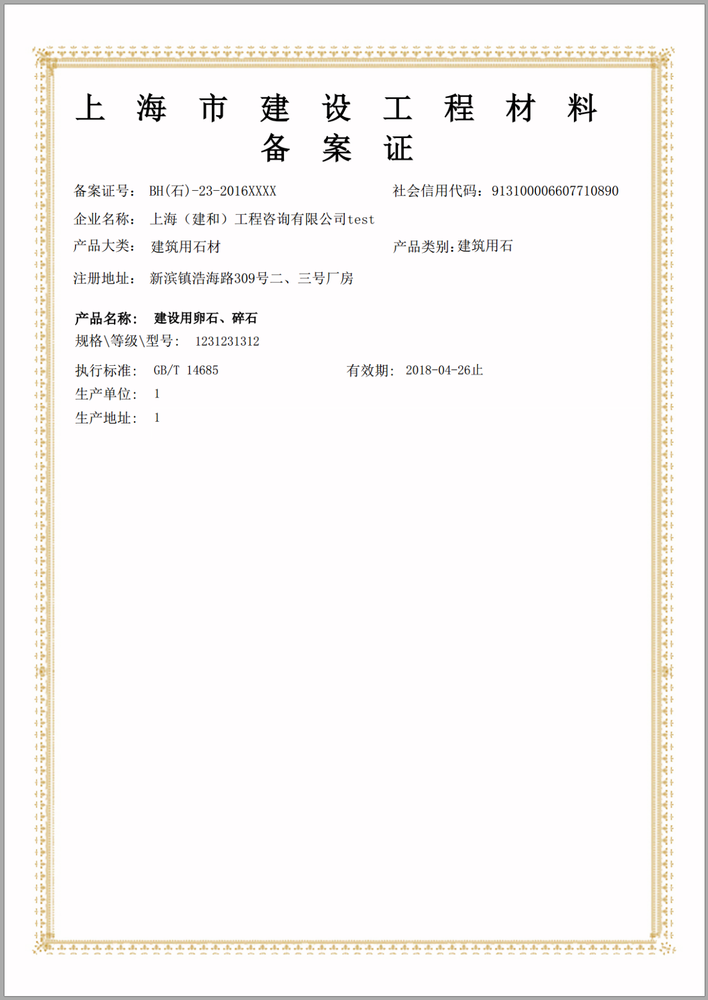 上海市建设工程材料
备案证
备案证号： BH(石)-23-2016XXXX 社会信用代码：913100006607710890
企业名称： 上海（建和）工程咨询有限公司test
产品大类： 建筑用石材 产品类别：建筑用石
注册地址： 新滨镇浩海路309号二、三号厂房
产品名称: 建设用卵石、碎石
规格\等级\型号: 1231231312
执行标准: GB/T 14685 有效期: 2018-04-26止
生产单位: 1
生产地址: 1